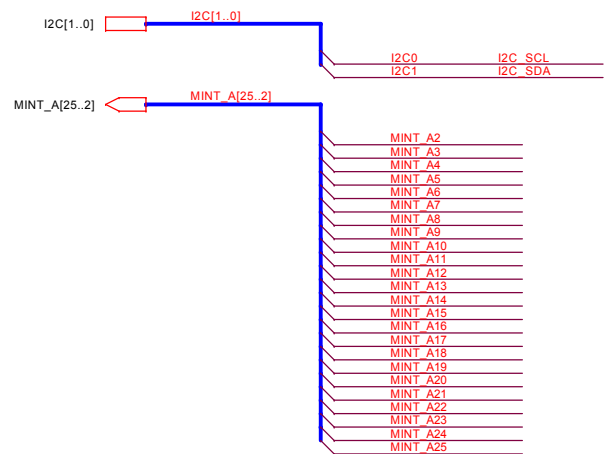 I2C[1..0] I2C[1..0]
I2C0 I2C_SCL
I2C1 I2C_SDA
MINT_A[25..2] MINT_A[25..2]
MINT_A2
MINT_A3
MINT_A4
MINT_A5
MINT_A6
MINT_A7
MINT_A8
MINT_A9
MINT_A10
MINT_A11
MINT_A12
MINT_A13
MINT_A14
MINT_A15
MINT_A16
MINT_A17
MINT_A18
MINT_A19
MINT_A20
MINT_A21
MINT_A22
MINT_A23
MINT_A24
MINT_A25